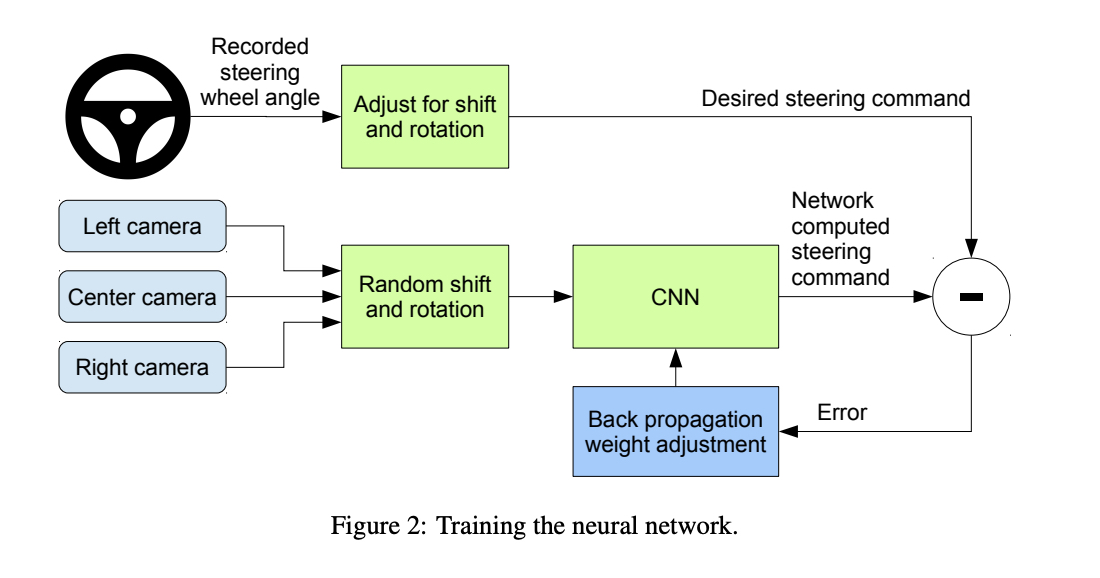 Recorded
steering
wheel angle
Adjust for shift
and rotation
Desired steering command
Left camera
Center camera
Right camera
Random shift
and rotation
CNN
Network
computed
steering
command
-
Back propagation
weight adjustment
Error
Figure 2: Training the neural network.